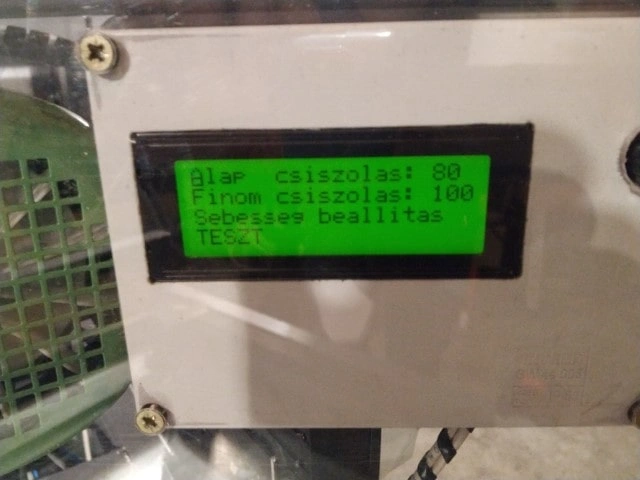 Alap csiszolas: 80
Finom csiszolas: 100
Sebesseg beallitas
TESZT